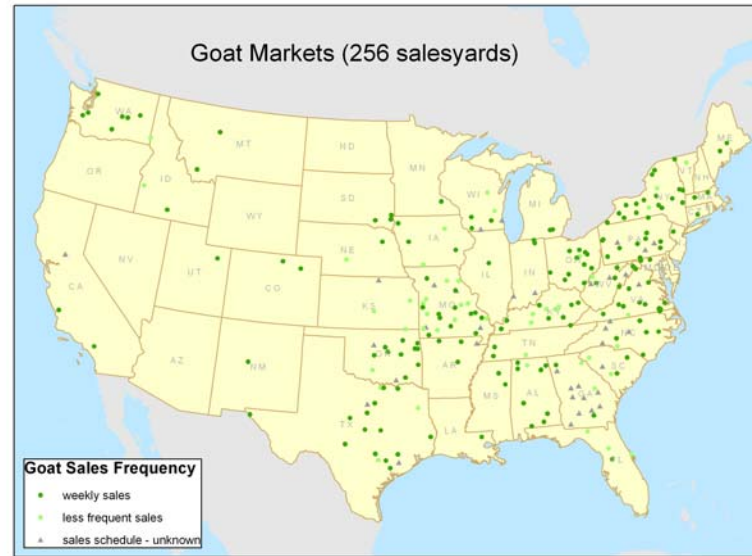 Goat Markets (256 salesyards)
WA
MT
ND
MN
ME
OR
ID
SD
WI
MI
VT
NH
NY
MA
CT
WY
NE
IA
PA
NJ
NV
UT
CO
IL
IN
OH
WV
VA
CA
KS
MO
KY
AZ
NM
OK
AR
TN
NC
SC
MS
AL
GA
TX
LA
FL
Goat Sales Frequency
weekly sales
less frequent sales
sales schedule - unknown